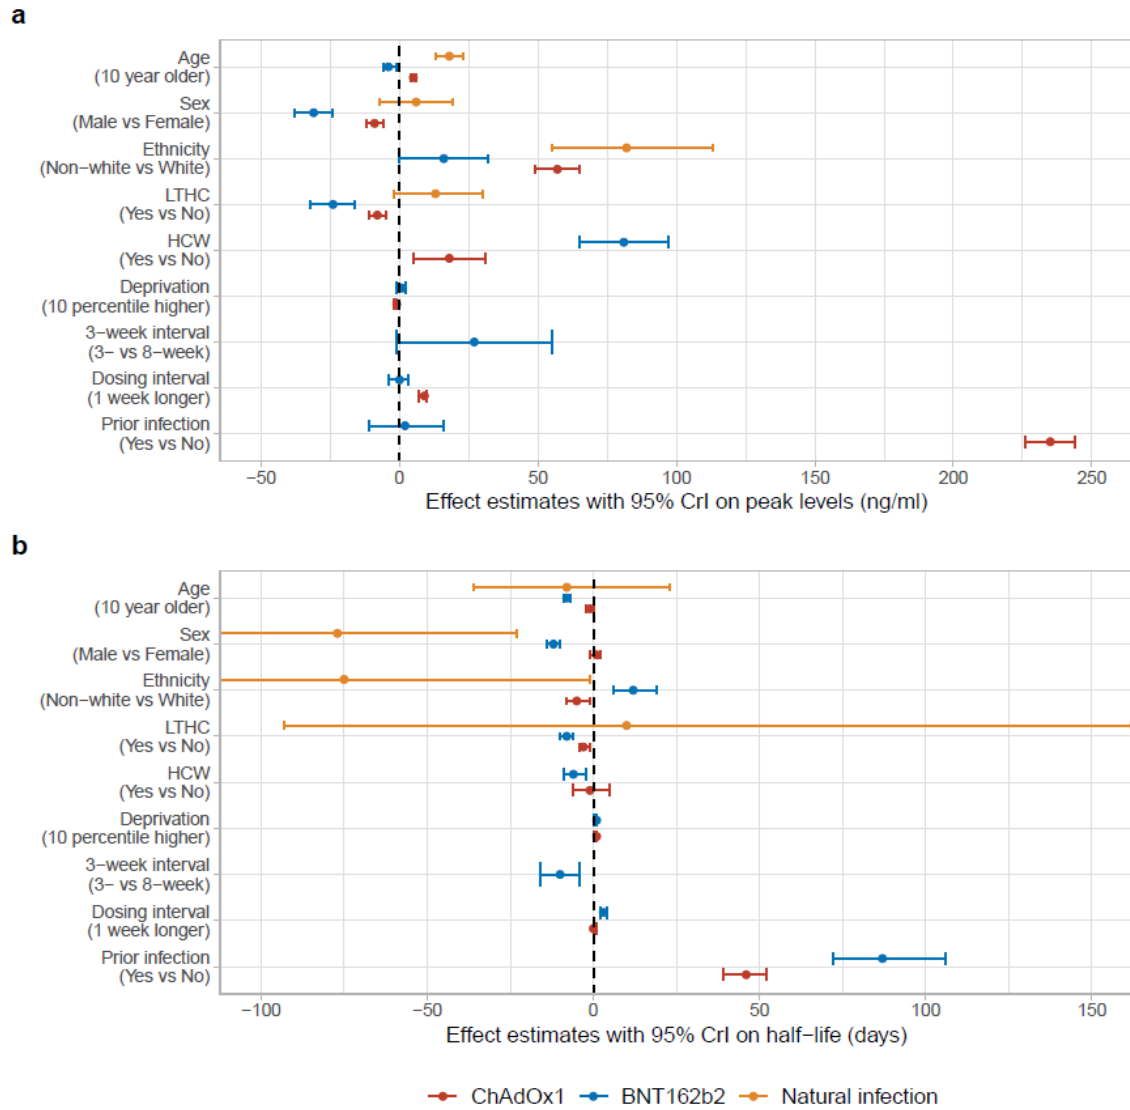 a
Age
(10 year older)
Sex
(Male vs Female)
Ethnicity
(Non−white vs White)
LTHC
(Yes vs No)
HCW
(Yes vs No)
Deprivation
(10 percentile higher)
3−week interval
(3− vs 8−week)
Dosing interval
(1 week longer)
Prior infection
(Yes vs No)
−50 0 50 100 150 200 250
Effect estimates with 95% CrI on peak levels (ng/ml)
b
Age
(10 year older)
Sex
(Male vs Female)
Ethnicity
(Non−white vs White)
LTHC
(Yes vs No)
HCW
(Yes vs No)
Deprivation
(10 percentile higher)
3−week interval
(3− vs 8−week)
Dosing interval
(1 week longer)
Prior infection
(Yes vs No)
−100 −50 0 50 100 150
Effect estimates with 95% CrI on half−life (days)
ChAdOx1 BNT162b2 Natural infection